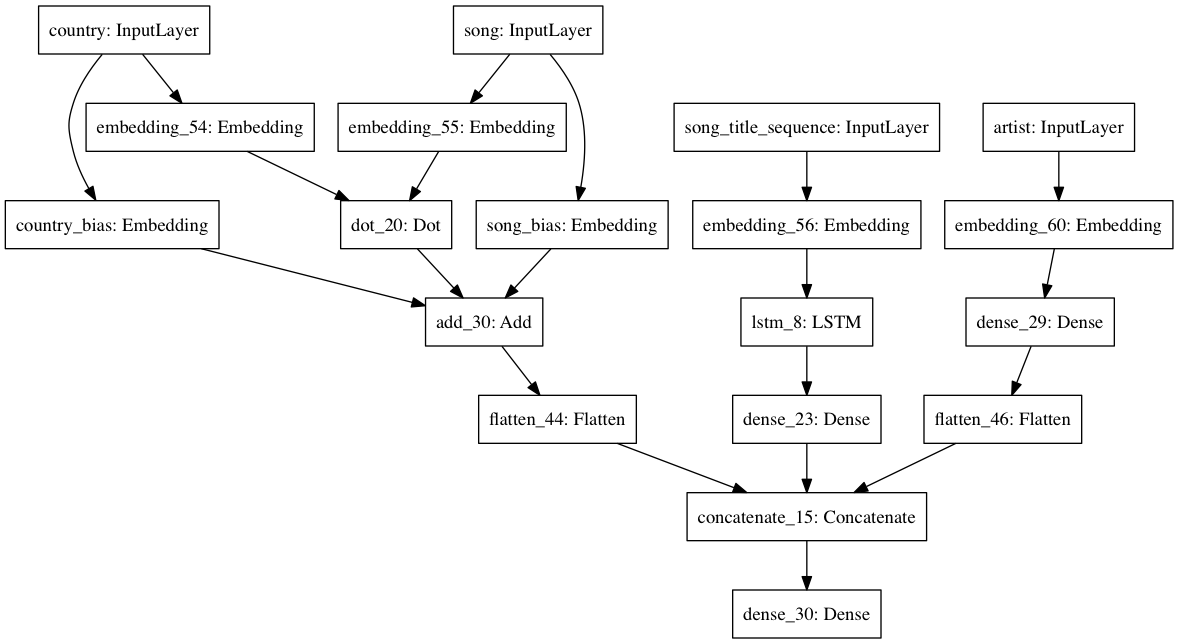 country: InputLayer
song: InputLayer
embedding_54: Embedding
embedding_55: Embedding
song_title_sequence: InputLayer
artist: InputLayer
country_bias: Embedding
dot_20: Dot
song_bias: Embedding
embedding_56: Embedding
embedding_60: Embedding
add_30: Add
lstm_8: LSTM
dense_29: Dense
flatten_44: Flatten
dense_23: Dense
flatten_46: Flatten
concatenate_15: Concatenate
dense_30: Dense